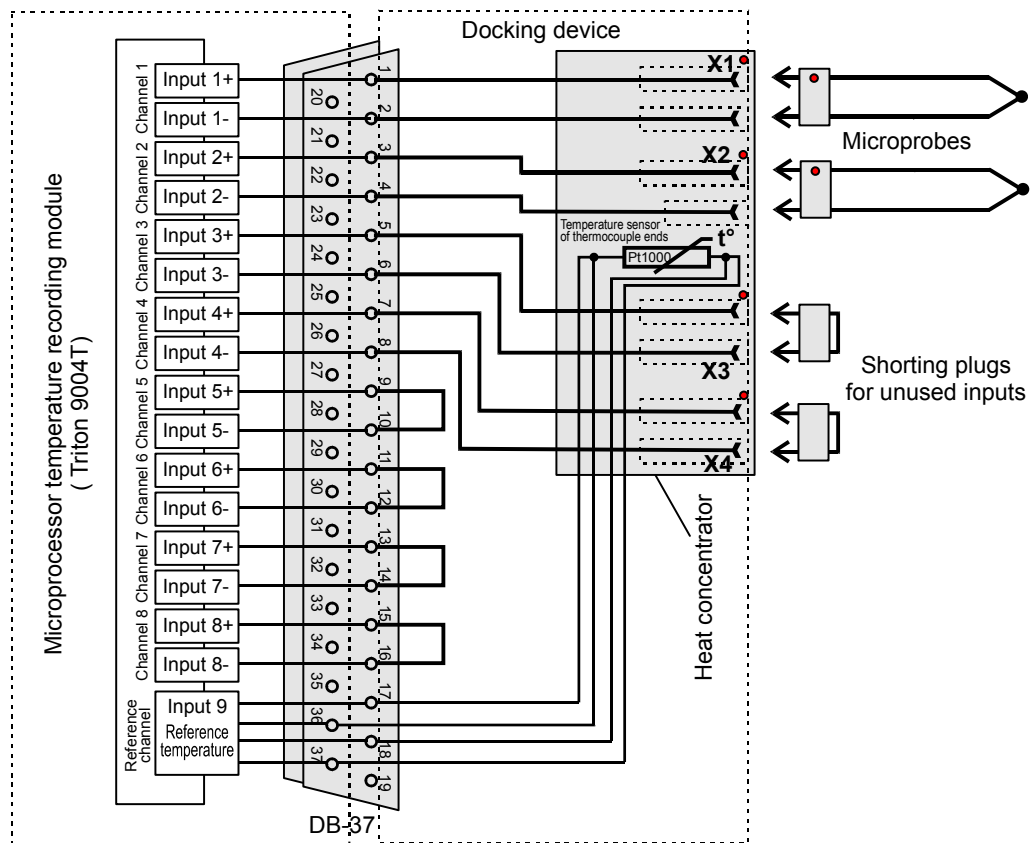 Docking device
Microprocessor temperature recording module
( Triton 9004T)
Channel 1
Input 1+
Input 1-
Channel 2
Input 2+
Input 2-
Channel 3
Input 3+
Input 3-
Channel 4
Input 4+
Input 4-
Channel 5
Input 5+
Input 5-
Channel 6
Input 6+
Input 6-
Channel 7
Input 7+
Input 7-
Channel 8
Input 8+
Input 8-
Reference
channel
Input 9
Reference
temperature
1
20
2
21
3
22
4
23
5
24
6
25
7
26
8
27
9
28
10
29
11
30
12
31
13
32
14
33
15
34
16
35
17
36
18
37
19
DB-37
X1
X2
Temperature sensor
of thermocouple ends
t°
Pt1000
X3
X4
Heat concentrator
Microprobes
Shorting plugs
for unused inputs